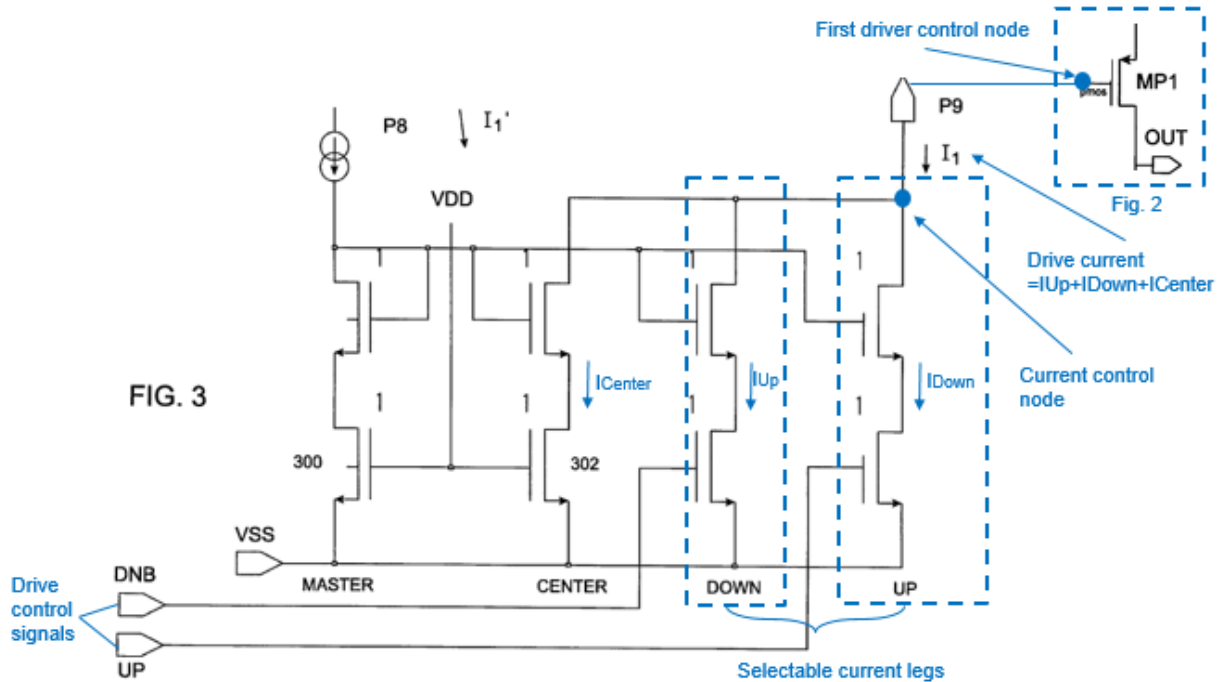 First driver control node
MP1
pmos
P9
OUT
P8
I1'
I1
Fig. 2
VDD
Drive current
=IUp+IDown+ICenter
1
1
1
1
ICenter
IUp
IDown
Current control
node
FIG. 3
1
1
1
1
300
302
VSS
MASTER
CENTER
DOWN
UP
DNB
Drive
control
signals
UP
Selectable current legs